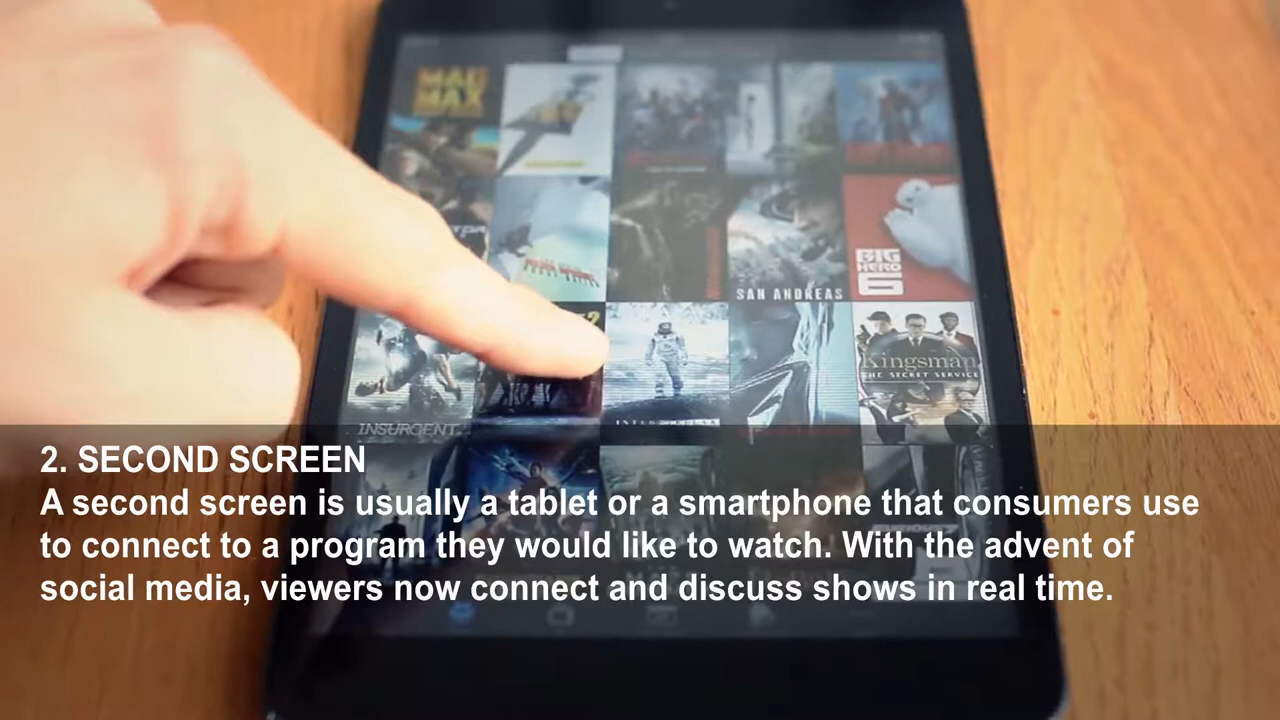 MAD
MAX
SAN ANDREAS
BIG
HERO
6
Kingsman
THE SECRET SERVICE
INSURGENT
INTERSTELLAR
2. SECOND SCREEN
A second screen is usually a tablet or a smartphone that consumers use
to connect to a program they would like to watch. With the advent of
social media, viewers now connect and discuss shows in real time.